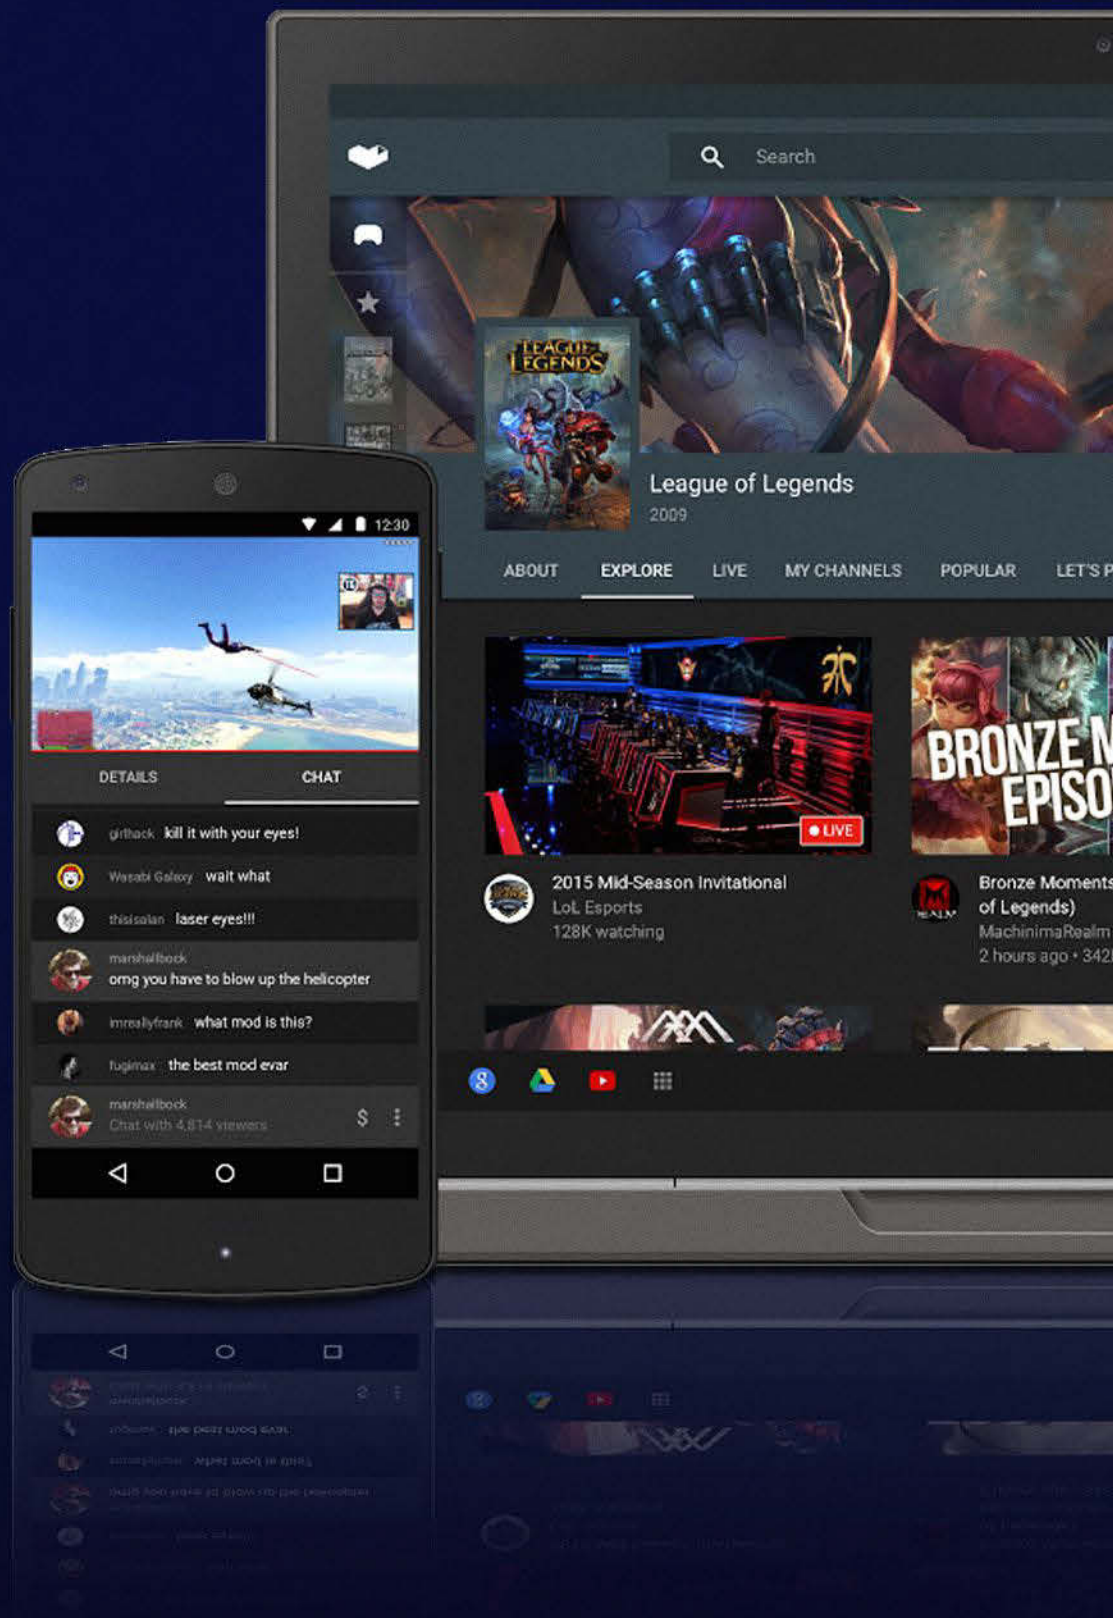 Search
LEAGUE OF
LEGENDS
League of Legends
2009
ABOUT EXPLORE LIVE MY CHANNELS POPULAR LET'S P
LIVE
2015 Mid-Season Invitational
LoL Esports
128K watching
BRONZE M
EPISO
REALM
Bronze Moments
of Legends)
MachinimaRealm
2 hours ago • 342
12:30
DETAILS CHAT
girlhack kill it with your eyes!
Wasabi Galaxy wait what
thisisalan laser eyes!!!
marshallbock
omg you have to blow up the helicopter
imreallyfrank what mod is this?
fugimax the best mod evar
marshallbock
Chat with 4,814 viewers
$
8